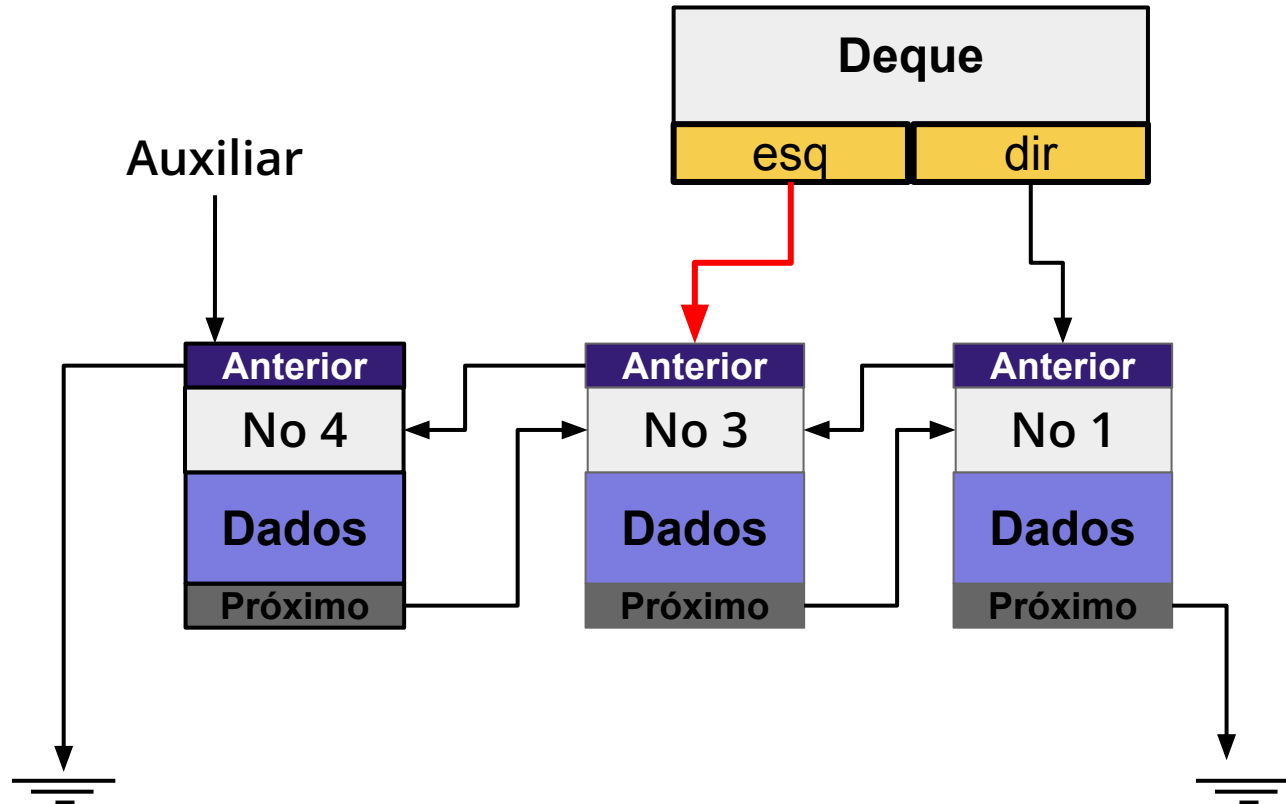 Deque
esq dir
Auxiliar
Anterior Anterior Anterior
No 4 No 3 No 1
Dados Dados Dados
Próximo Próximo Próximo